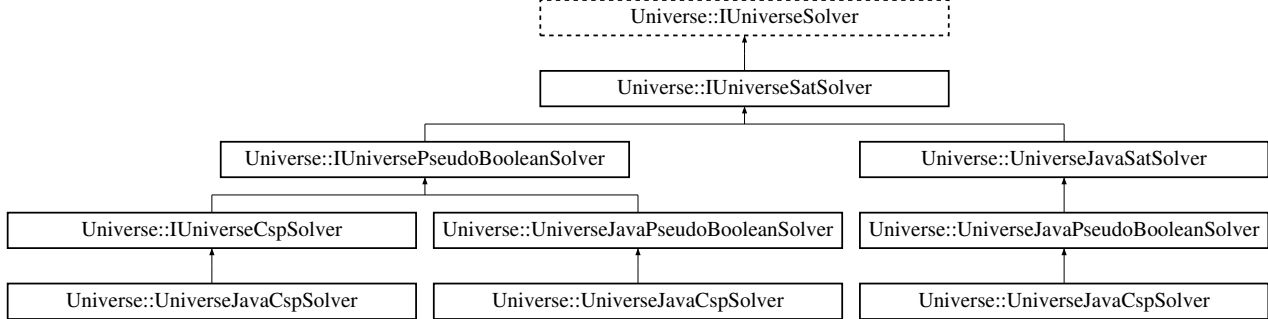 Universe::IUniverseSolver
Universe::IUniverseSatSolver
Universe::IUniversePseudoBooleanSolver
Universe::UniverseJavaSatSolver
Universe::IUniverseCspSolver
Universe::UniverseJavaPseudoBooleanSolver
Universe::UniverseJavaPseudoBooleanSolver
Universe::UniverseJavaCspSolver
Universe::UniverseJavaCspSolver
Universe::UniverseJavaCspSolver